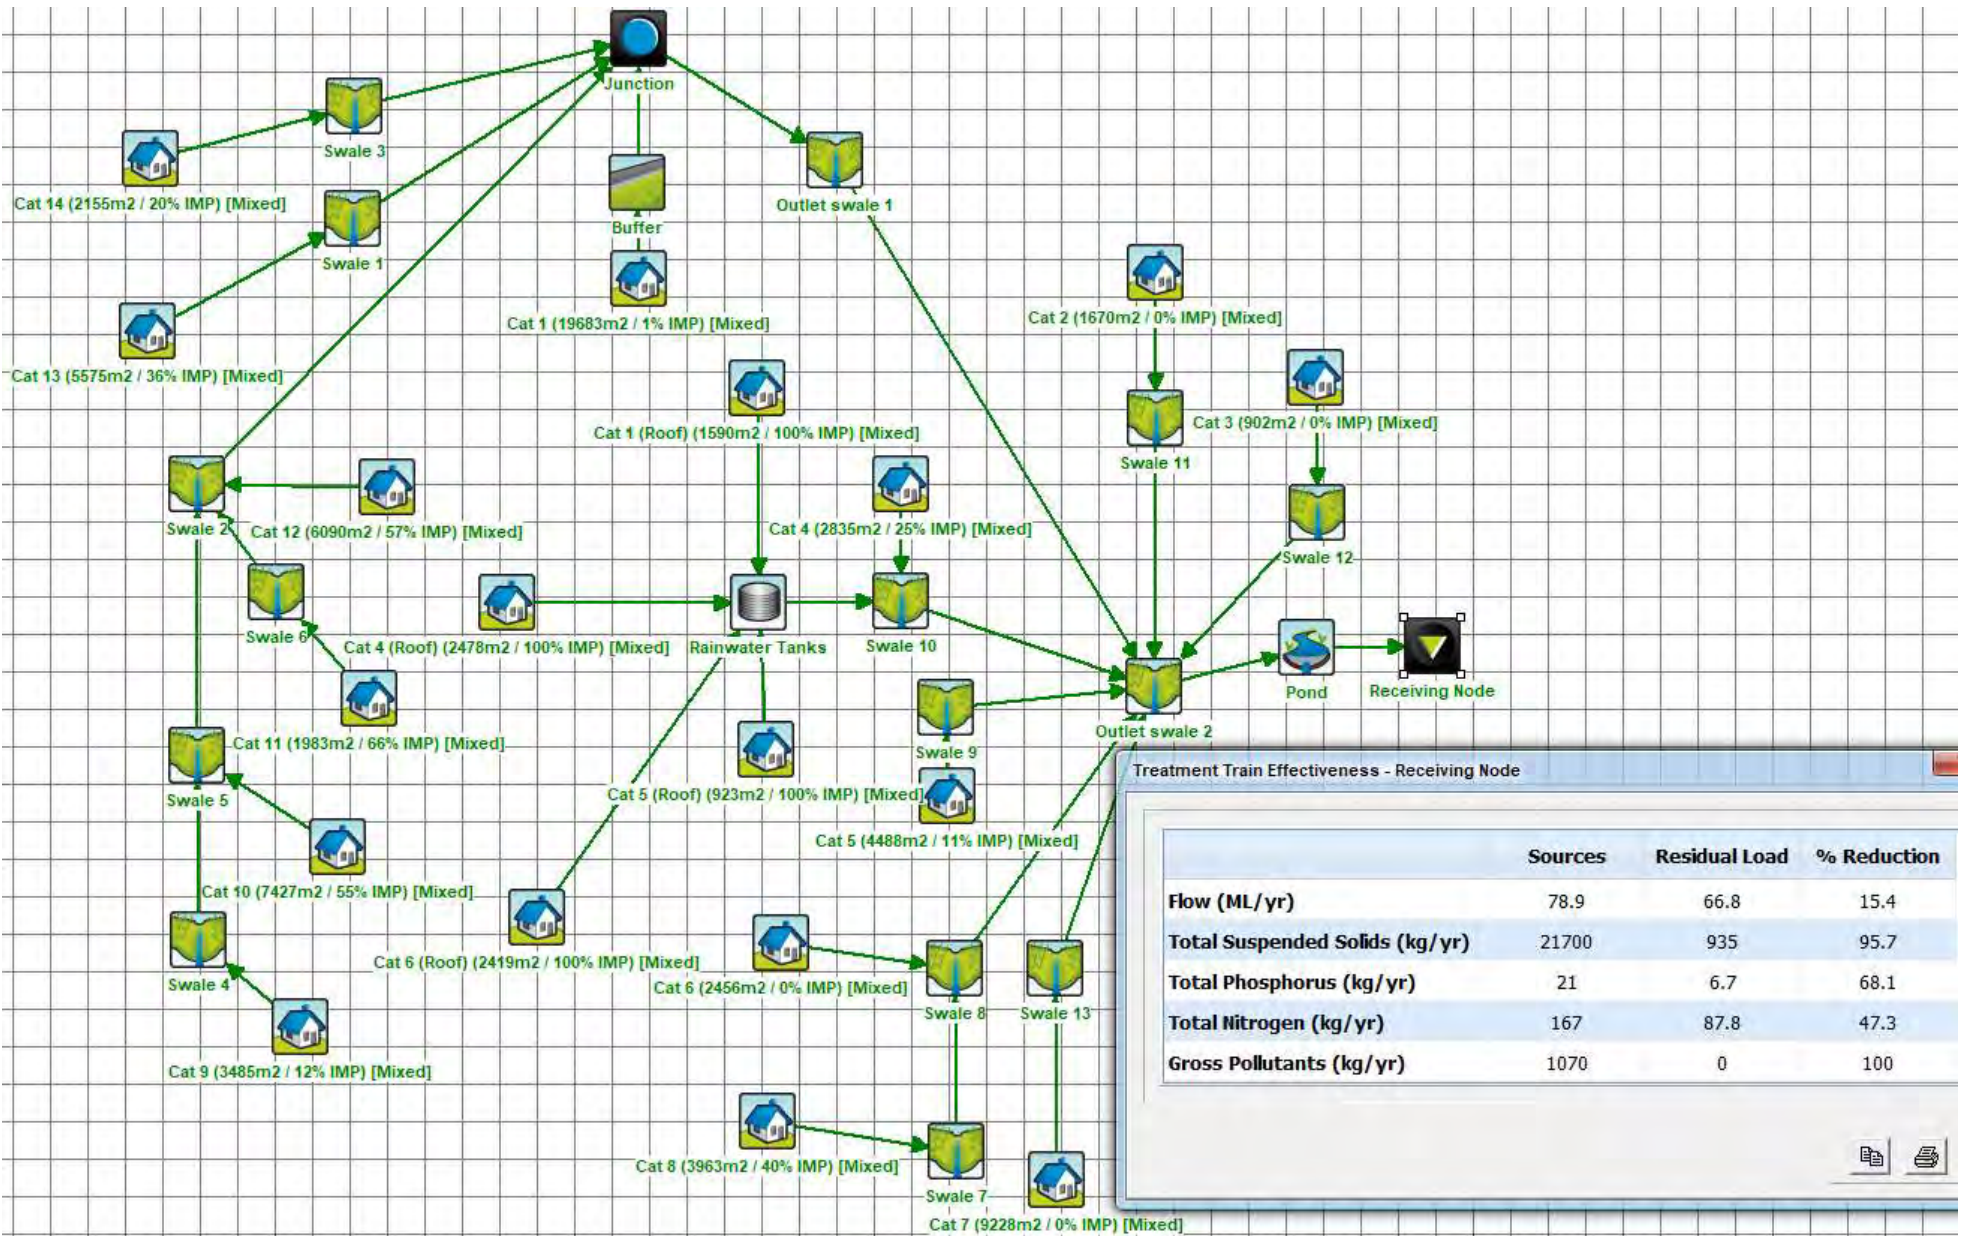 Junction
Swale 3
Cat 14 (2155m2 / 20% IMP) [Mixed]
Outlet swale 1
Buffer
Swale 1
Cat 2 (1670m2 / 0% IMP) [Mixed]
Cat 1 (19683m2 / 1% IMP) [Mixed]
Cat 13 (5575m2 / 36% IMP) [Mixed]
Cat 3 (902m2 / 0% IMP) [Mixed]
Cat 1 (Roof) (1590m2 / 100% IMP) [Mixed]
Swale 11
Swale 2
Cat 12 (6090m2 / 57% IMP) [Mixed]
Cat 4 (2835m2 / 25% IMP) [Mixed]
Swale 12
Swale 6
Cat 4 (Roof) (2478m2 / 100% IMP) [Mixed]
Rainwater Tanks
Swale 10
Pond
Receiving Node
Outlet swale 2
Cat 11 (1983m2 / 66% IMP) [Mixed]
Swale 9
Swale 5
Cat 5 (Roof) (923m2 / 100% IMP) [Mixed]
Cat 5 (4488m2 / 11% IMP) [Mixed]
Cat 10 (7427m2 / 55% IMP) [Mixed]
Cat 6 (Roof) (2419m2 / 100% IMP) [Mixed]
Swale 4
Cat 6 (2456m2 / 0% IMP) [Mixed]
Swale 8
Swale 13
Cat 9 (3485m2 / 12% IMP) [Mixed]
Cat 8 (3963m2 / 40% IMP) [Mixed]
Swale 7
Cat 7 (9228m2 / 0% IMP) [Mixed]
Treatment Train Effectiveness - Receiving Node
Sources Residual Load % Reduction
Flow (ML/yr) 78.9 66.8 15.4
Total Suspended Solids (kg/yr) 21700 935 95.7
Total Phosphorus (kg/yr) 21 6.7 68.1
Total Nitrogen (kg/yr) 167 87.8 47.3
Gross Pollutants (kg/yr) 1070 0 100